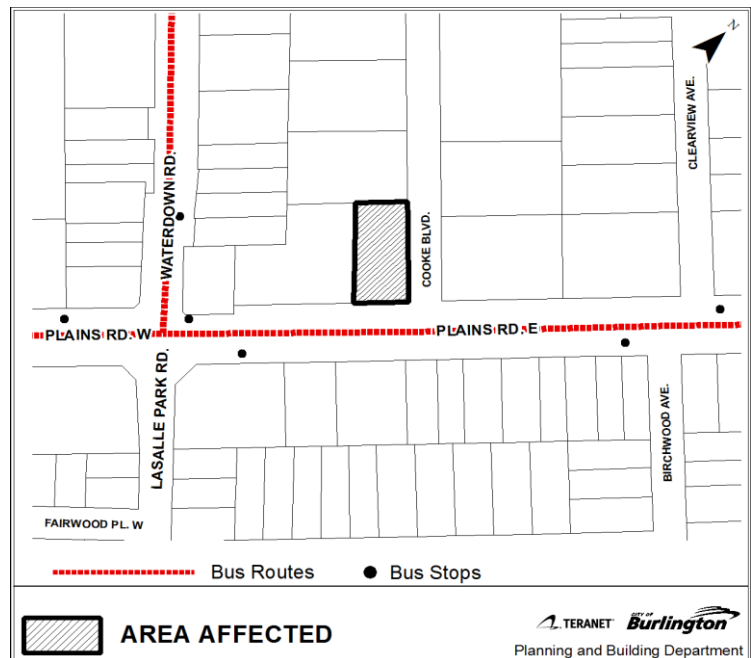 N
WATERDOWN RD.
COOKE BLVD.
CLEARVIEW AVE.
PLAINS RD. W
PLAINS RD. E
LASALLE PARK RD.
BIRCHWOOD AVE.
FAIRWOOD PL. W
Bus Routes
Bus Stops
AREA AFFECTED
TERANET
CITY OF
Burlington
Planning and Building Department